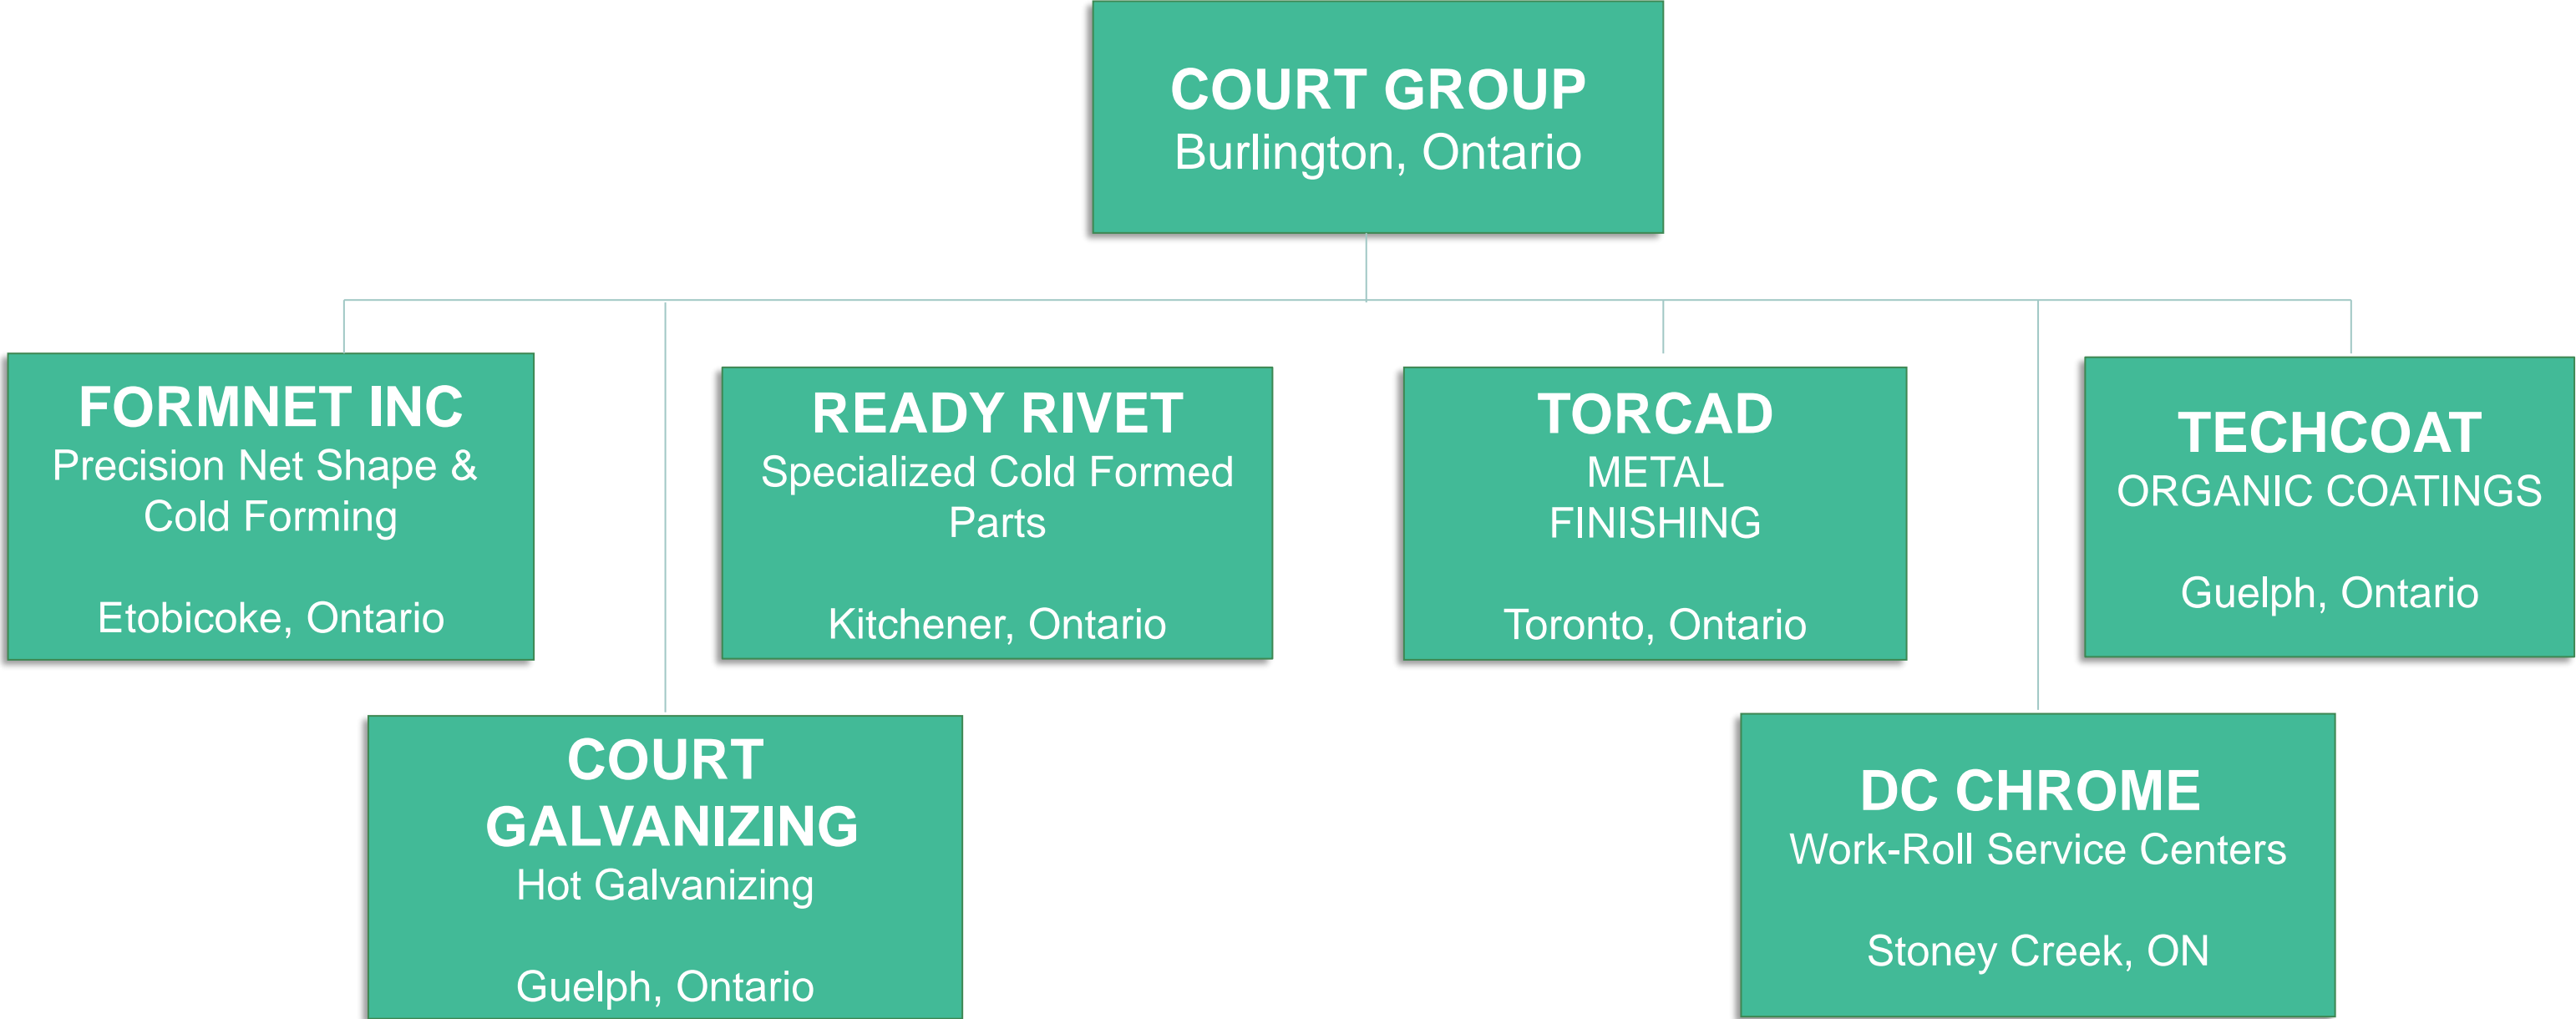 COURT GROUP
Burlington, Ontario
FORMNET INC
Precision Net Shape &
Cold Forming
Etobicoke, Ontario
READY RIVET
Specialized Cold Formed
Parts
Kitchener, Ontario
TORCAD
METAL
FINISHING
Toronto, Ontario
TECHCOAT
ORGANIC COATINGS
Guelph, Ontario
COURT
GALVANIZING
Hot Galvanizing
Guelph, Ontario
DC CHROME
Work-Roll Service Centers
Stoney Creek, ON